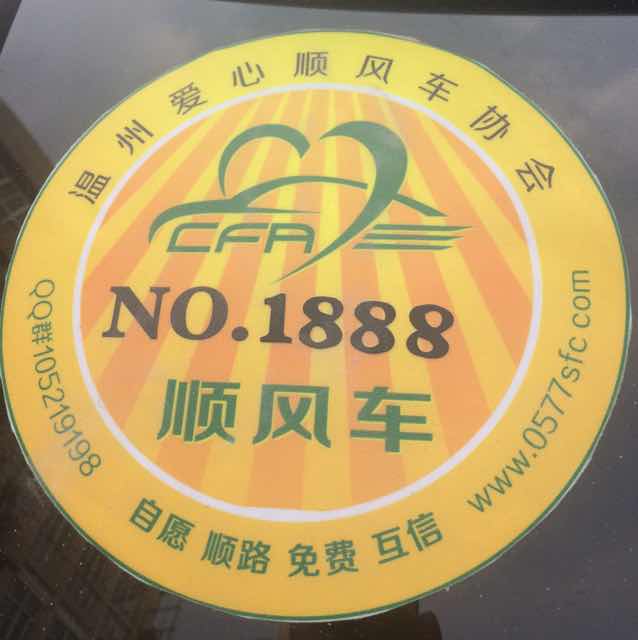 温州爱心顺风车协会
CFA
NO.1888
顺风车
QQ群105219198
www.0577sfc.com
自愿 顺路 免费 互信